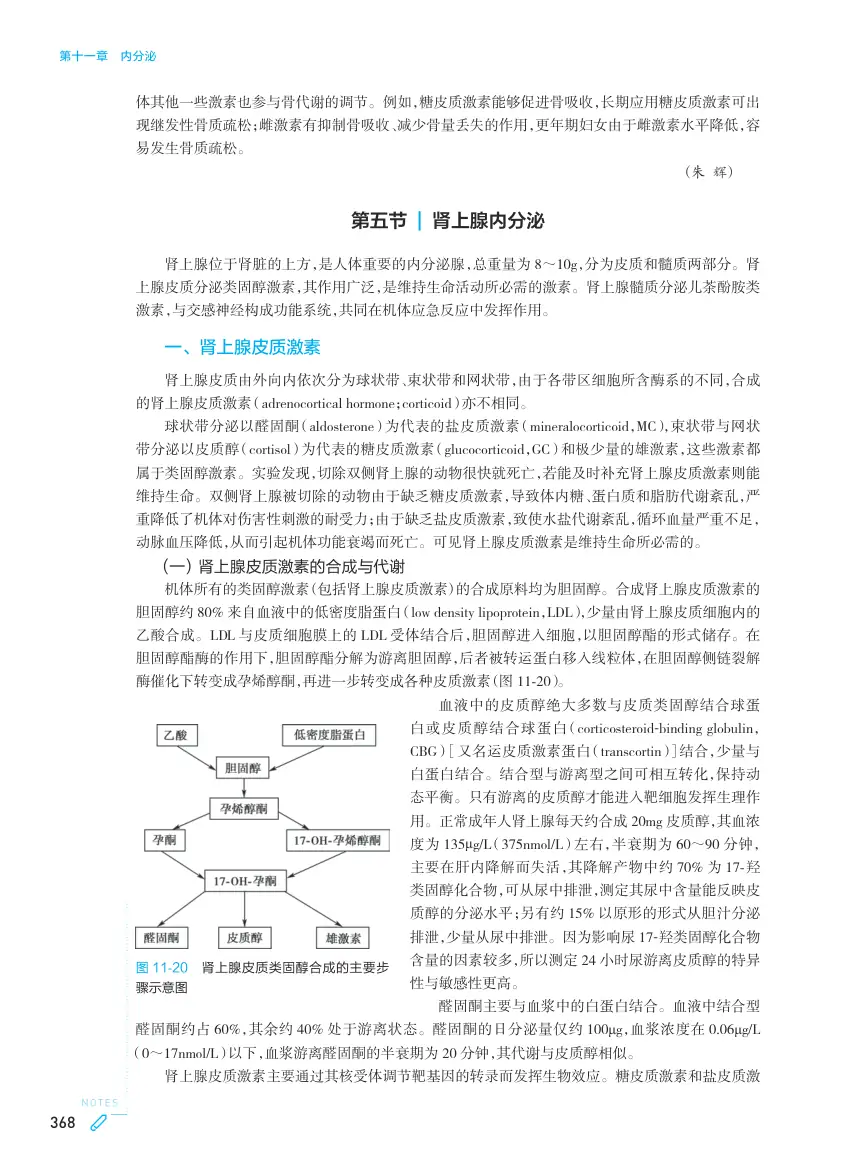 第十一章 内分泌
体其他一些激素也参与骨代谢的调节。例如,糖皮质激素能够促进骨吸收,长期应用糖皮质激素可出
现继发性骨质疏松;雌激素有抑制骨吸收、减少骨量丢失的作用,更年期妇女由于雌激素水平降低,容
易发生骨质疏松。
(朱 辉)
第五节 | 肾上腺内分泌
肾上腺位于肾脏的上方,是人体重要的内分泌腺,总重量为 8~10g,分为皮质和髓质两部分。肾
上腺皮质分泌类固醇激素,其作用广泛,是维持生命活动所必需的激素。肾上腺髓质分泌儿茶酚胺类
激素,与交感神经构成功能系统,共同在机体应急反应中发挥作用。
一、肾上腺皮质激素
肾上腺皮质由外向内依次分为球状带、束状带和网状带,由于各带区细胞所含酶系的不同,合成
的肾上腺皮质激素(adrenocortical hormone;corticoid)亦不相同。
球状带分泌以醛固酮(aldosterone)为代表的盐皮质激素(mineralocorticoid,MC),束状带与网状
带分泌以皮质醇(cortisol)为代表的糖皮质激素(glucocorticoid,GC)和极少量的雄激素,这些激素都
属于类固醇激素。实验发现,切除双侧肾上腺的动物很快就死亡,若能及时补充肾上腺皮质激素则能
维持生命。双侧肾上腺被切除的动物由于缺乏糖皮质激素,导致体内糖、蛋白质和脂肪代谢紊乱,严
重降低了机体对伤害性刺激的耐受力;由于缺乏盐皮质激素,致使水盐代谢紊乱,循环血量严重不足,
动脉血压降低,从而引起机体功能衰竭而死亡。可见肾上腺皮质激素是维持生命所必需的。
(一)肾上腺皮质激素的合成与代谢
机体所有的类固醇激素(包括肾上腺皮质激素)的合成原料均为胆固醇。合成肾上腺皮质激素的
胆固醇约 80% 来自血液中的低密度脂蛋白(low density lipoprotein,LDL),少量由肾上腺皮质细胞内的
乙酸合成。LDL 与皮质细胞膜上的 LDL 受体结合后,胆固醇进入细胞,以胆固醇酯的形式储存。在
胆固醇酯酶的作用下,胆固醇酯分解为游离胆固醇,后者被转运蛋白移入线粒体,在胆固醇侧链裂解
酶催化下转变成孕烯醇酮,再进一步转变成各种皮质激素(图 11-20)。
乙酸 低密度脂蛋白
胆固醇
孕烯醇酮
孕酮 17-OH-孕烯醇酮
17-OH-孕酮
醛固酮 皮质醇 雄激素
图 11-20 肾上腺皮质类固醇合成的主要步
骤示意图
血液中的皮质醇绝大多数与皮质类固醇结合球蛋
白或皮质醇结合球蛋白(corticosteroid-binding globulin,
CBG)[又名运皮质激素蛋白(transcortin)]结合,少量与
白蛋白结合。结合型与游离型之间可相互转化,保持动
态平衡。只有游离的皮质醇才能进入靶细胞发挥生理作
用。正常成年人肾上腺每天约合成 20mg 皮质醇,其血浓
度为 135μg/L(375nmol/L)左右,半衰期为 60~90 分钟,
主要在肝内降解而失活,其降解产物中约 70% 为 17-羟
类固醇化合物,可从尿中排泄,测定其尿中含量能反映皮
质醇的分泌水平;另有约 15% 以原形的形式从胆汁分泌
排泄,少量从尿中排泄。因为影响尿 17-羟类固醇化合物
含量的因素较多,所以测定 24 小时尿游离皮质醇的特异
性与敏感性更高。
醛固酮主要与血浆中的白蛋白结合。血液中结合型
醛固酮约占 60%,其余约 40% 处于游离状态。醛固酮的日分泌量仅约 100μg,血浆浓度在 0.06μg/L
(0~17nmol/L)以下,血浆游离醛固酮的半衰期为 20 分钟,其代谢与皮质醇相似。
肾上腺皮质激素主要通过其核受体调节靶基因的转录而发挥生物效应。糖皮质激素和盐皮质激
NOTES
368